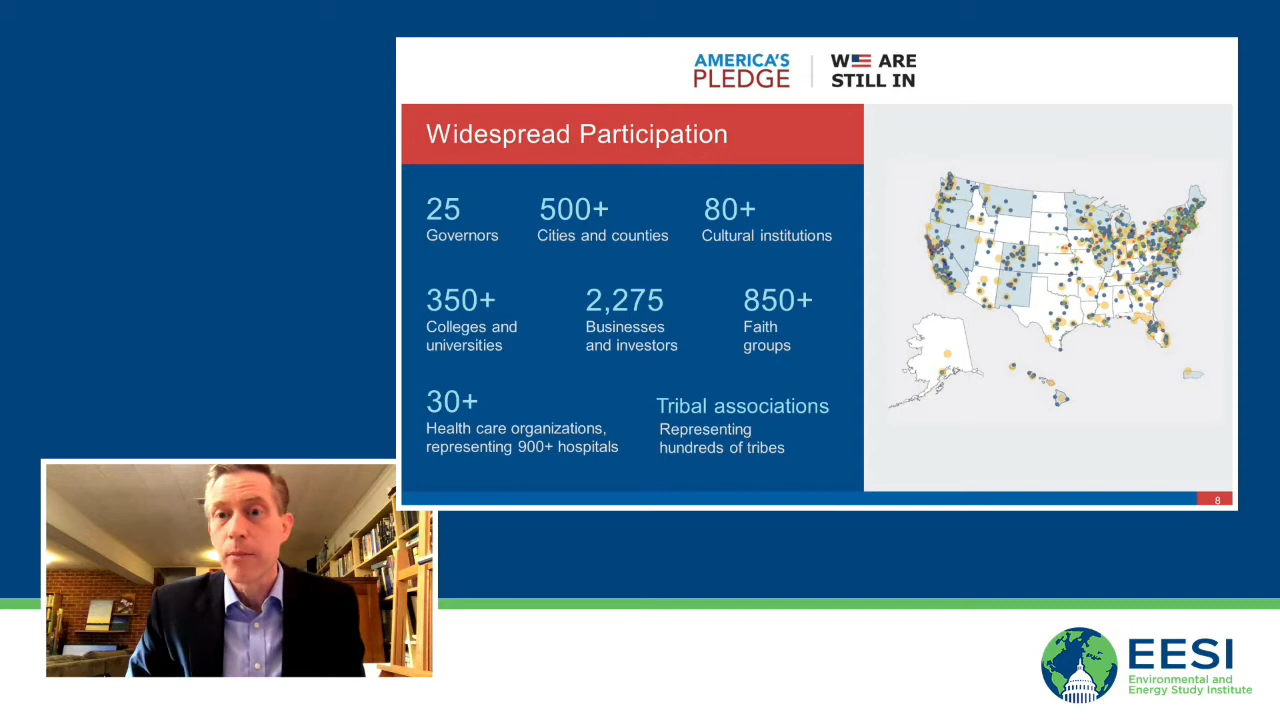 AMERICA'S
PLEDGE
WE ARE
STILL IN
Widespread Participation
25
Governors
500+
Cities and counties
80+
Cultural institutions
350+
Colleges and
universities
2,275
Businesses
and investors
850+
Faith
groups
30+
Health care organizations,
representing 900+ hospitals
Tribal associations
Representing
hundreds of tribes
8
EESI
Environmental and
Energy Study Institute